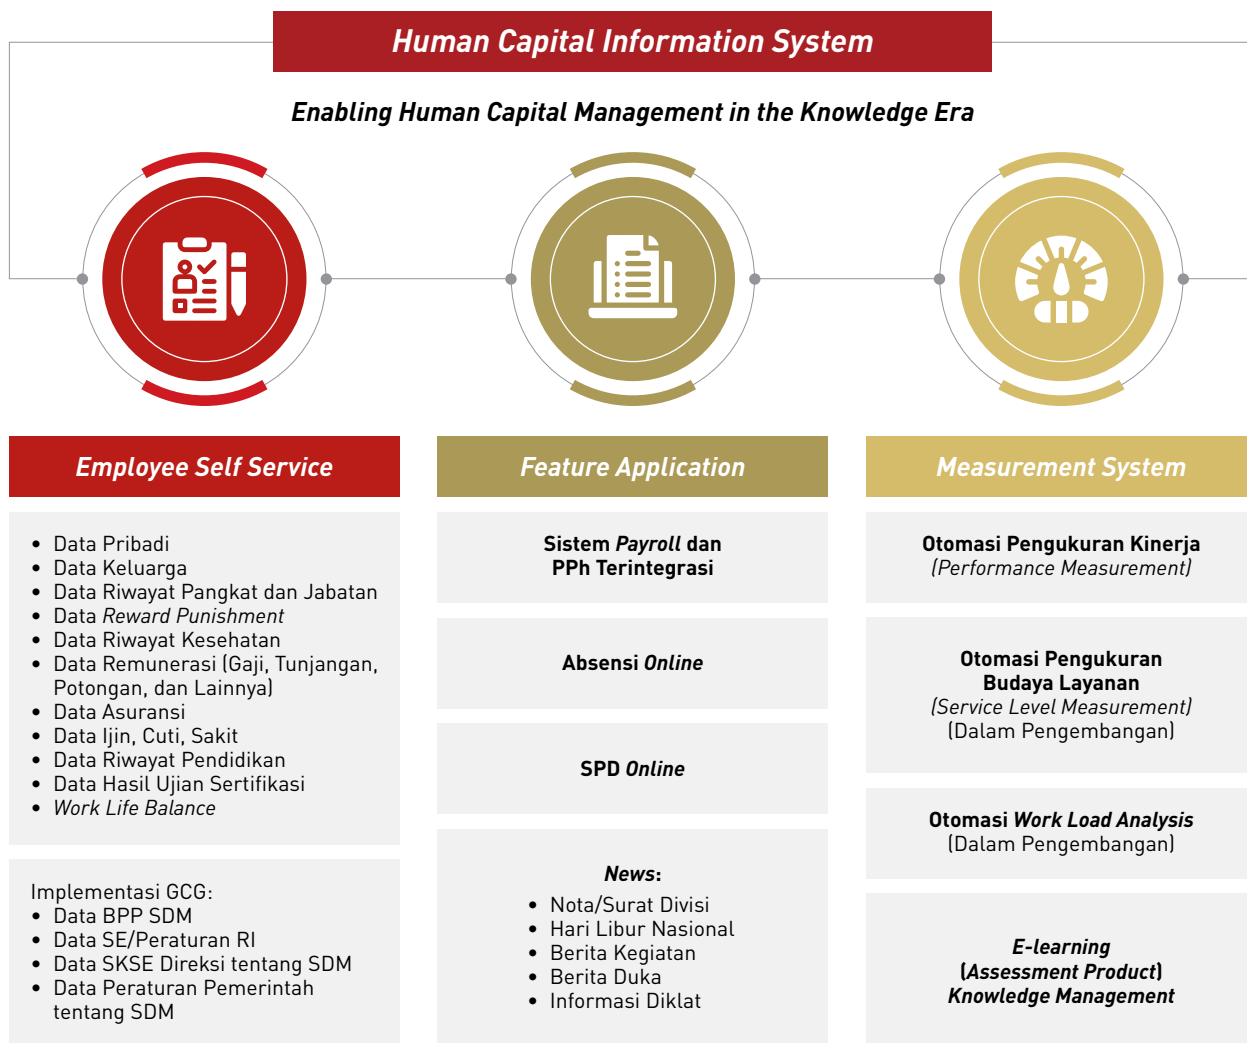 Human Capital Information System
Enabling Human Capital Management in the Knowledge Era
Employee Self Service
• Data Pribadi
• Data Keluarga
• Data Riwayat Pangkat dan Jabatan
• Data Reward Punishment
• Data Riwayat Kesehatan
• Data Remunerasi (Gaji, Tunjangan,
Potongan, dan Lainnya)
• Data Asuransi
• Data Ijin, Cuti, Sakit
• Data Riwayat Pendidikan
• Data Hasil Ujian Sertifikasi
• Work Life Balance
Implementasi GCG:
• Data BPP SDM
• Data SE/Peraturan RI
• Data SKSE Direksi tentang SDM
• Data Peraturan Pemerintah
tentang SDM
Feature Application
Sistem Payroll dan
PPh Terintegrasi
Absensi Online
SPD Online
News:
• Nota/Surat Divisi
• Hari Libur Nasional
• Berita Kegiatan
• Berita Duka
• Informasi Diklat
Measurement System
Otomasi Pengukuran Kinerja
(Performance Measurement)
Otomasi Pengukuran
Budaya Layanan
(Service Level Measurement)
(Dalam Pengembangan)
Otomasi Work Load Analysis
(Dalam Pengembangan)
E-learning
(Assessment Product)
Knowledge Management